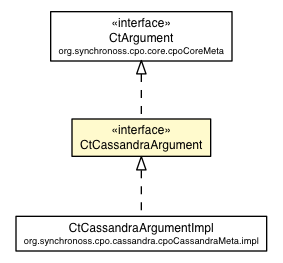 «interface»
CtArgument
org.synchronoss.cpo.core.cpoCoreMeta
«interface»
CtCassandraArgument
CtCassandraArgumentImpl
org.synchronoss.cpo.cassandra.cpoCassandraMeta.impl